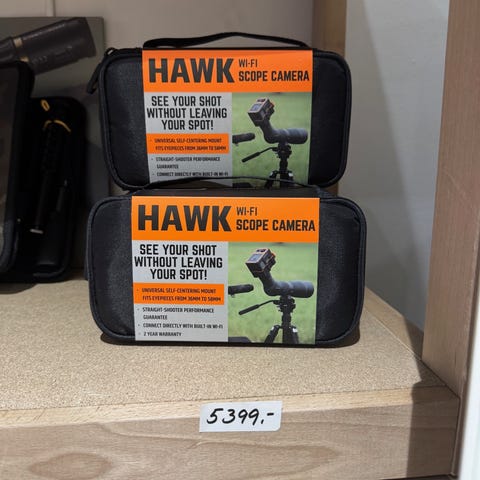 HAWK WI-FI
SCOPE CAMERA
SEE YOUR SHOT
WITHOUT LEAVING
YOUR SPOT!
• UNIVERSAL SELF-CENTERING MOUNT
FITS EYEPIECES FROM 36MM TO 58MM
• STRAIGHT-SHOOTER PERFORMANCE
GUARANTEE
• CONNECT DIRECTLY WITH BUILT-IN WI-FI
HAWK WI-FI
SCOPE CAMERA
SEE YOUR SHOT
WITHOUT LEAVING
YOUR SPOT!
• UNIVERSAL SELF-CENTERING MOUNT
FITS EYEPIECES FROM 36MM TO 58MM
• STRAIGHT-SHOOTER PERFORMANCE
GUARANTEE
• CONNECT DIRECTLY WITH BUILT-IN WI-FI
• 2 YEAR WARRANTY
5399,-